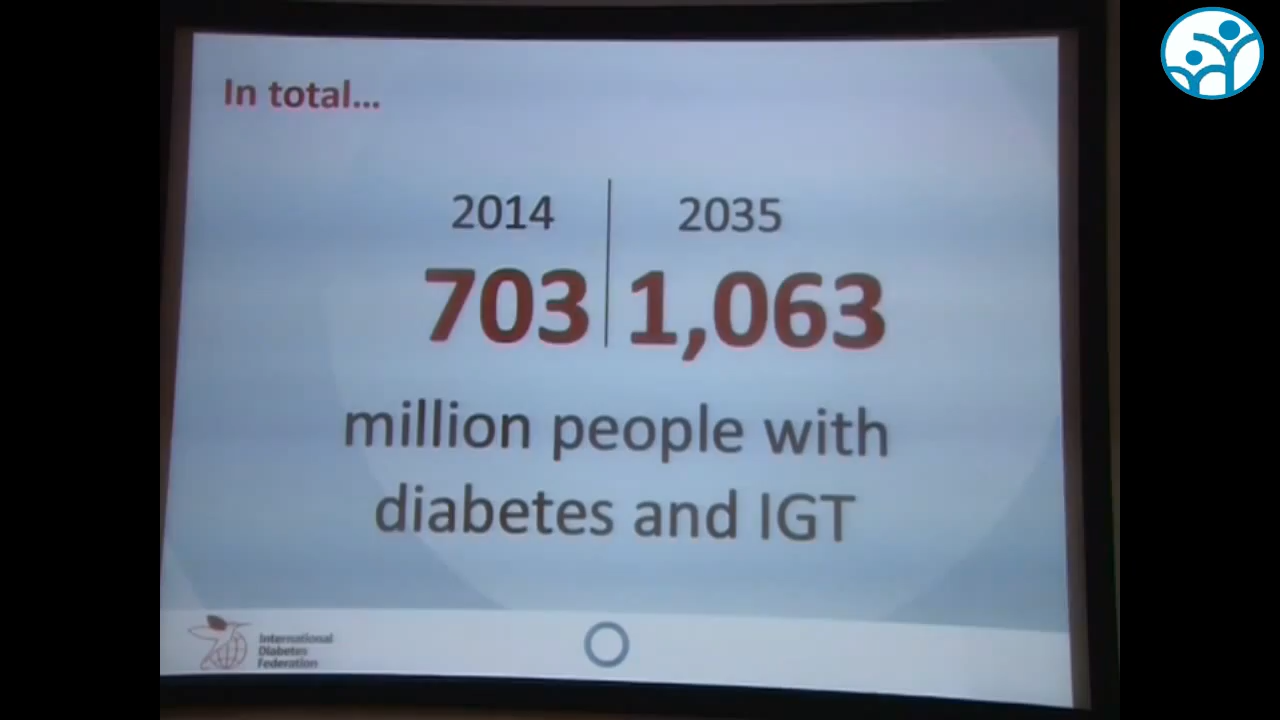 In total...
2014 2035
703 1,063
million people with
diabetes and IGT
International
Diabetes
Federation